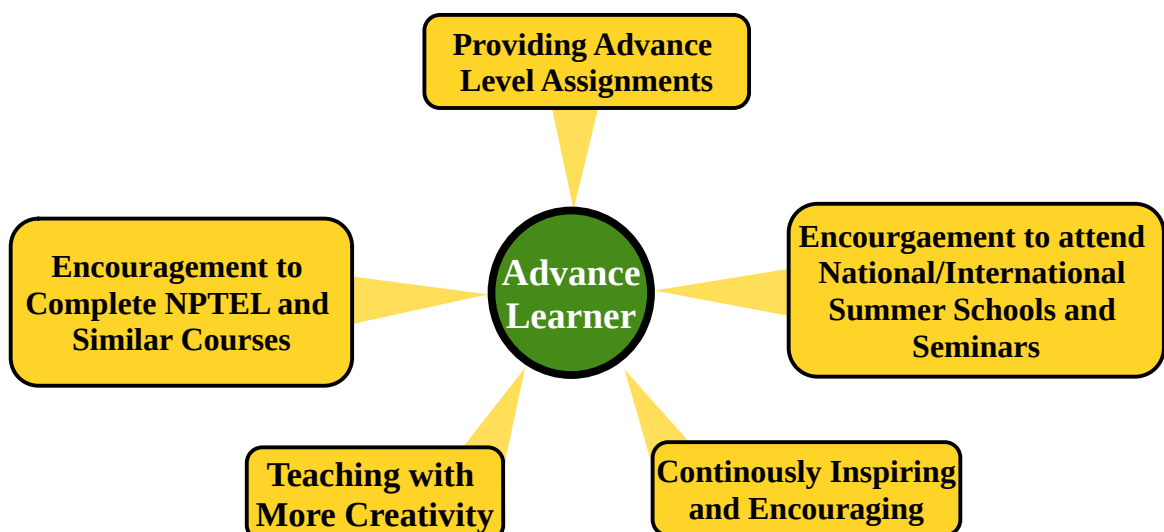 Providing Advance
Level Assignments
Encouragement to
Complete NPTEL and
Similar Courses
Advance
Learner
Encourgaement to attend
National/International
Summer Schools and
Seminars
Teaching with
More Creativity
Continously Inspiring
and Encouraging